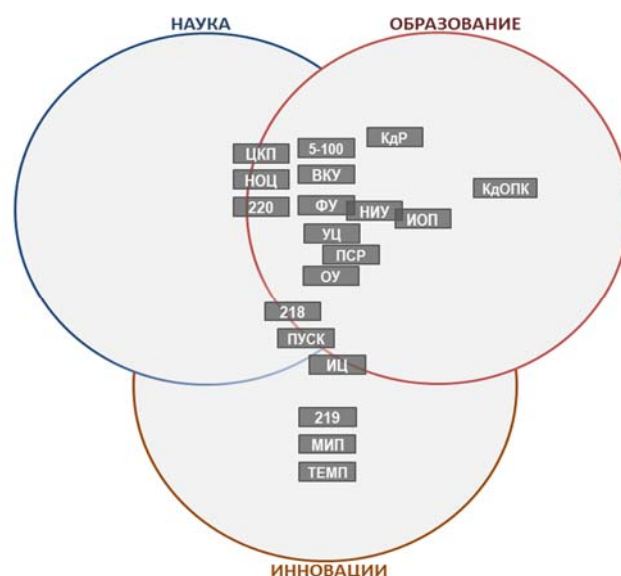 НАУКА
ОБРАЗОВАНИЕ
КдР
5-100
ЦКП
ВКУ
НОЦ
КдОПК
ФУ
220
НИУ
ИОП
УЦ
ПСР
ОУ
218
ПУСК
ИЦ
219
МИП
ТЕМП
ИННОВАЦИИ